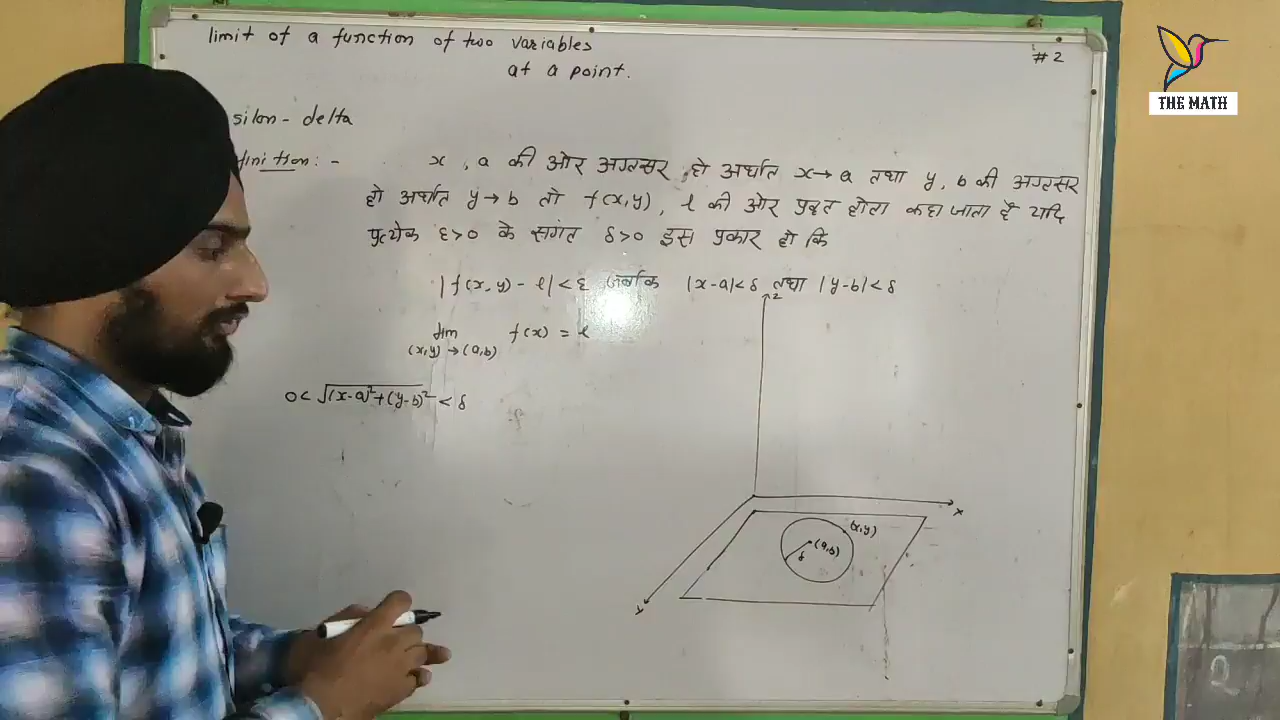 limit of a function of two variables
at a point.
#2
THE MATH
silon - delta
inition : -
x , a की ओर अग्रसर हो अर्थात x→ a तथा y, b की अग्रसर
हो अर्थात y→ b तो f(x,y), l की ओर प्रवृत होता कहा जाता है यदि
प्रत्येक ε>0 के संगत δ>0 इस प्रकार हो कि
|f(x,y) - l|<ε जबकि |x-a|<δ तथा |y-b|<δ
lim f(x) = l
(x,y)→(a,b)
0< √(x-a)²+(y-b)² < δ
z
x
(x,y)
(a,b)
δ
y